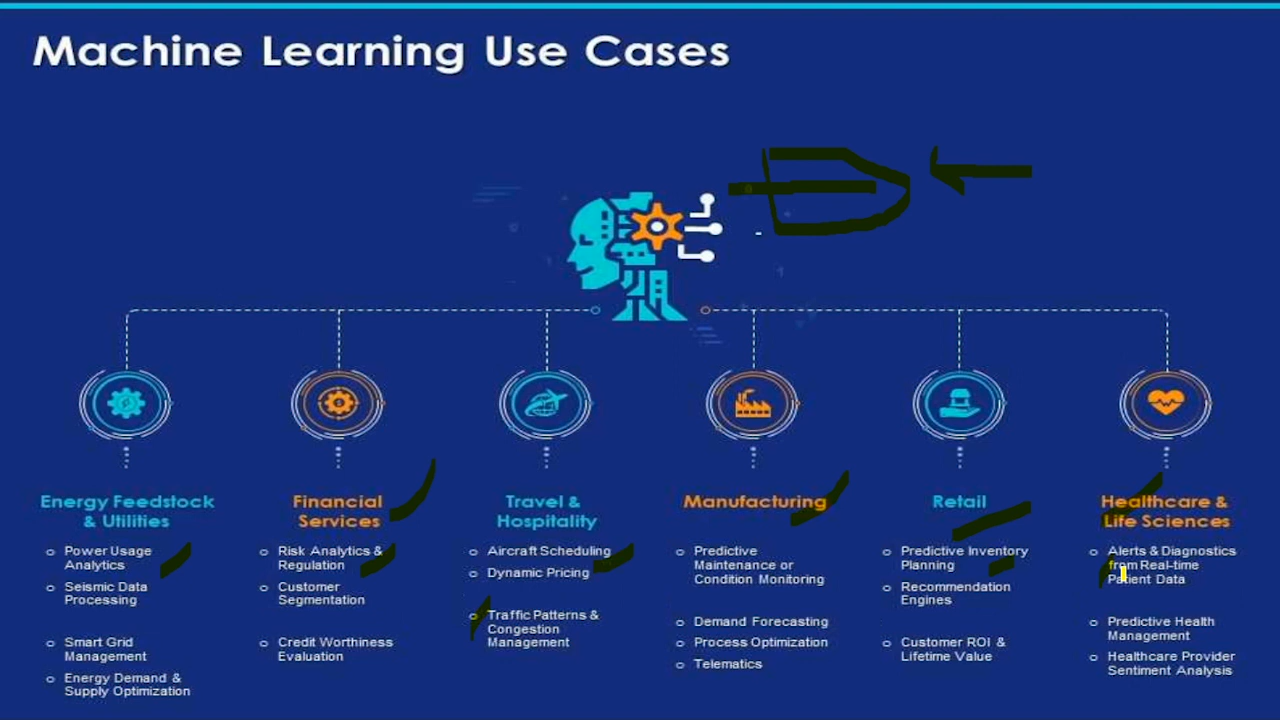 Machine Learning Use Cases
Energy Feedstock
& Utilities
o Power Usage
Analytics
o Seismic Data
Processing
o Smart Grid
Management
o Energy Demand &
Supply Optimization
Financial
Services
o Risk Analytics &
Regulation
o Customer
Segmentation
o Credit Worthiness
Evaluation
Travel &
Hospitality
o Aircraft Scheduling
o Dynamic Pricing
o Traffic Patterns &
Congestion
Management
Manufacturing
o Predictive
Maintenance or
Condition Monitoring
o Demand Forecasting
o Process Optimization
o Telematics
Retail
o Predictive Inventory
Planning
o Recommendation
Engines
o Customer ROI &
Lifetime Value
Healthcare &
Life Sciences
o Alerts & Diagnostics
from Real-time
Patient Data
o Predictive Health
Management
o Healthcare Provider
Sentiment Analysis